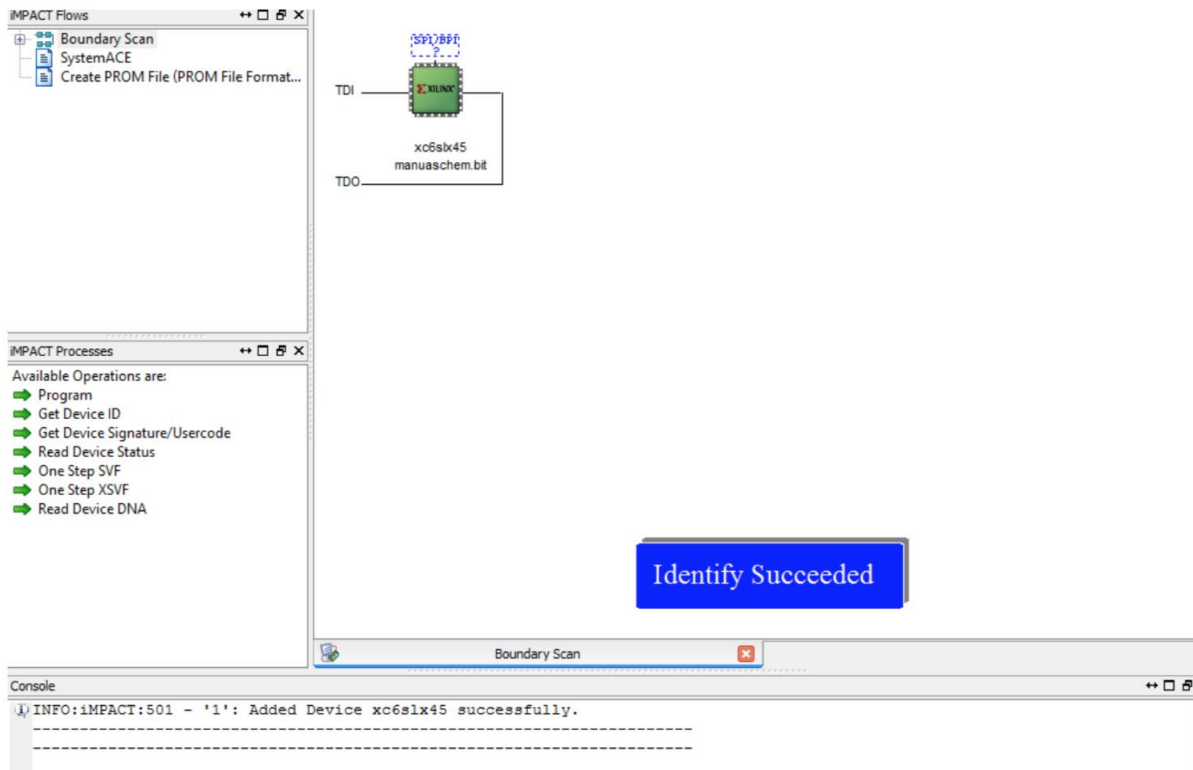 iMPACT Flows
Boundary Scan
SystemACE
Create PROM File (PROM File Format...
SPI/BPI
?
TDI
XILINX
xc6slx45
manuaschem.bit
TDO
iMPACT Processes
Available Operations are:
Program
Get Device ID
Get Device Signature/Usercode
Read Device Status
One Step SVF
One Step XSVF
Read Device DNA
Identify Succeeded
Boundary Scan
Console
INFO:iMPACT:501 - '1': Added Device xc6slx45 successfully.
----------------------------------------------------------------------
----------------------------------------------------------------------